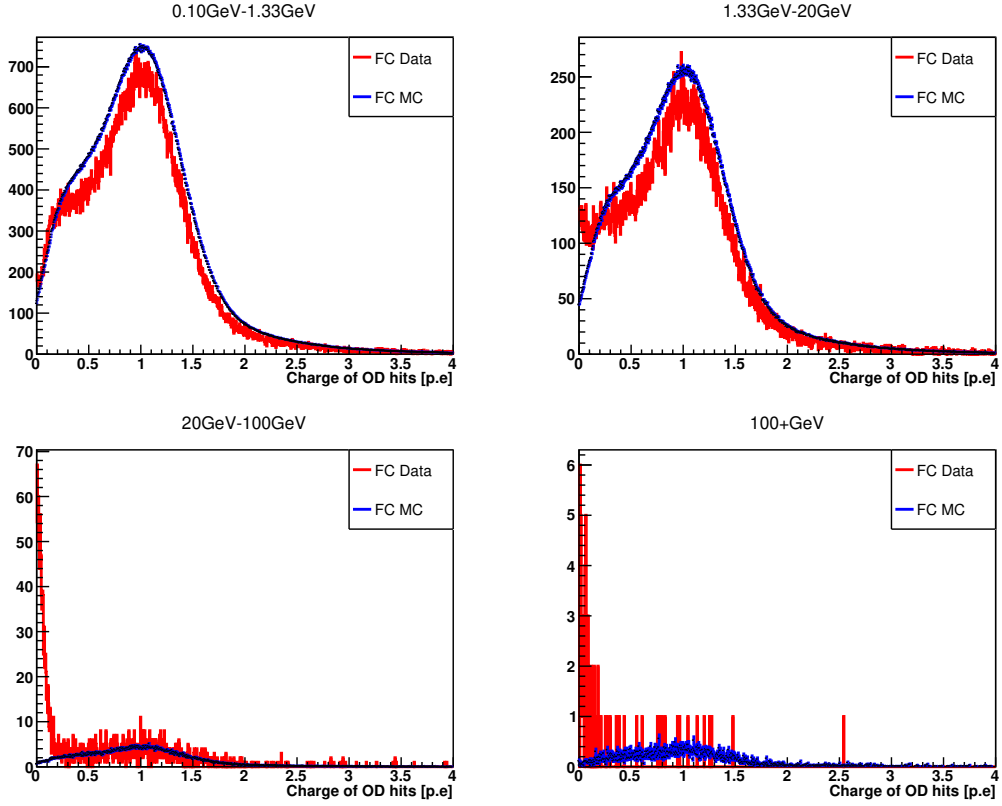 0.10GeV-1.33GeV
700
600
500
400
300
200
100
0
0 0.5 1 1.5 2 2.5 3 3.5 4
Charge of OD hits [p.e]
FC Data
FC MC
1.33GeV-20GeV
250
200
150
100
50
0
0 0.5 1 1.5 2 2.5 3 3.5 4
Charge of OD hits [p.e]
FC Data
FC MC
20GeV-100GeV
70
60
50
40
30
20
10
0
0 0.5 1 1.5 2 2.5 3 3.5 4
Charge of OD hits [p.e]
FC Data
FC MC
100+GeV
6
5
4
3
2
1
0
0 0.5 1 1.5 2 2.5 3 3.5 4
Charge of OD hits [p.e]
FC Data
FC MC